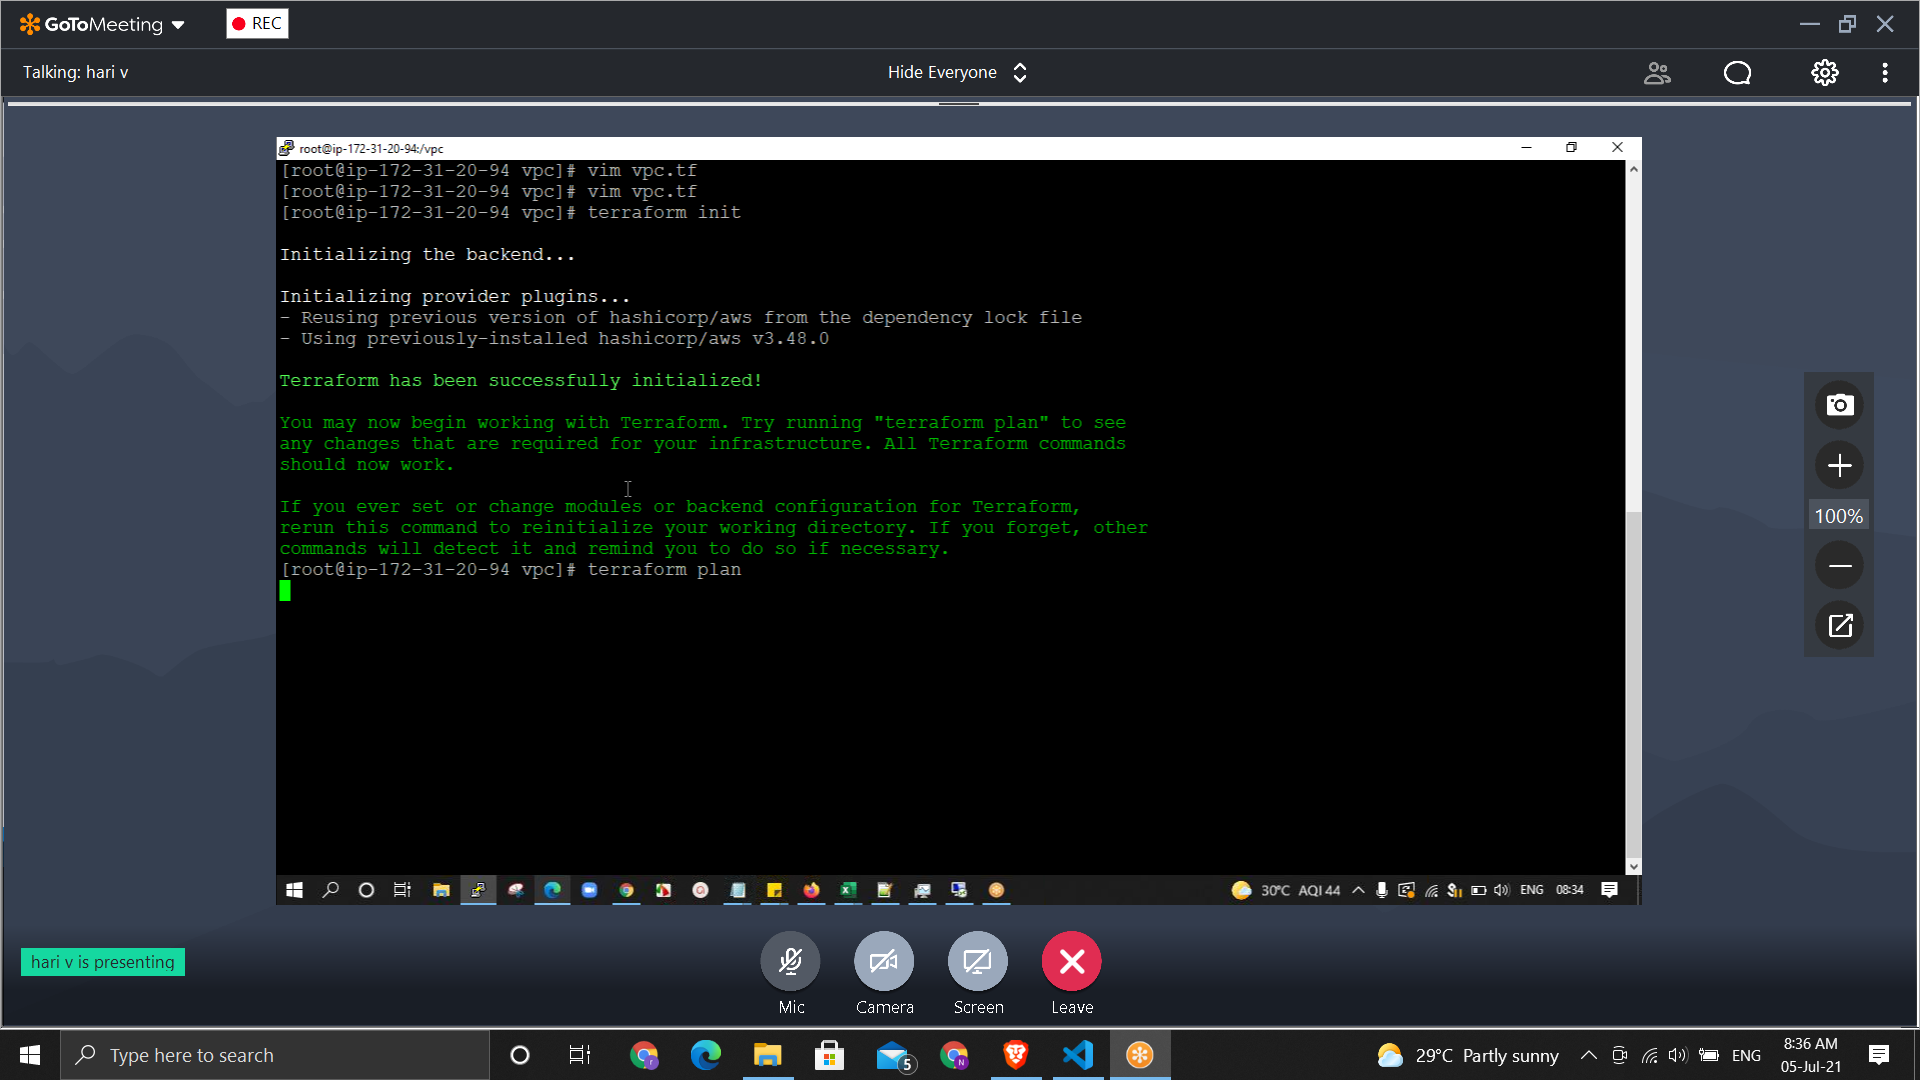 GoToMeeting
REC
Talking: hari v
Hide Everyone
root@ip-172-31-20-94:/vpc
[root@ip-172-31-20-94 vpc]# vim vpc.tf
[root@ip-172-31-20-94 vpc]# vim vpc.tf
[root@ip-172-31-20-94 vpc]# terraform init
Initializing the backend...
Initializing provider plugins...
- Reusing previous version of hashicorp/aws from the dependency lock file
- Using previously-installed hashicorp/aws v3.48.0
Terraform has been successfully initialized!
You may now begin working with Terraform. Try running "terraform plan" to see
any changes that are required for your infrastructure. All Terraform commands
should now work.
If you ever set or change modules or backend configuration for Terraform,
rerun this command to reinitialize your working directory. If you forget, other
commands will detect it and remind you to do so if necessary.
[root@ip-172-31-20-94 vpc]# terraform plan
100%
30°C AQI 44 ENG 08:34
hari v is presenting
Mic Camera Screen Leave
Type here to search
5
29°C Partly sunny
ENG
8:36 AM
05-Jul-21